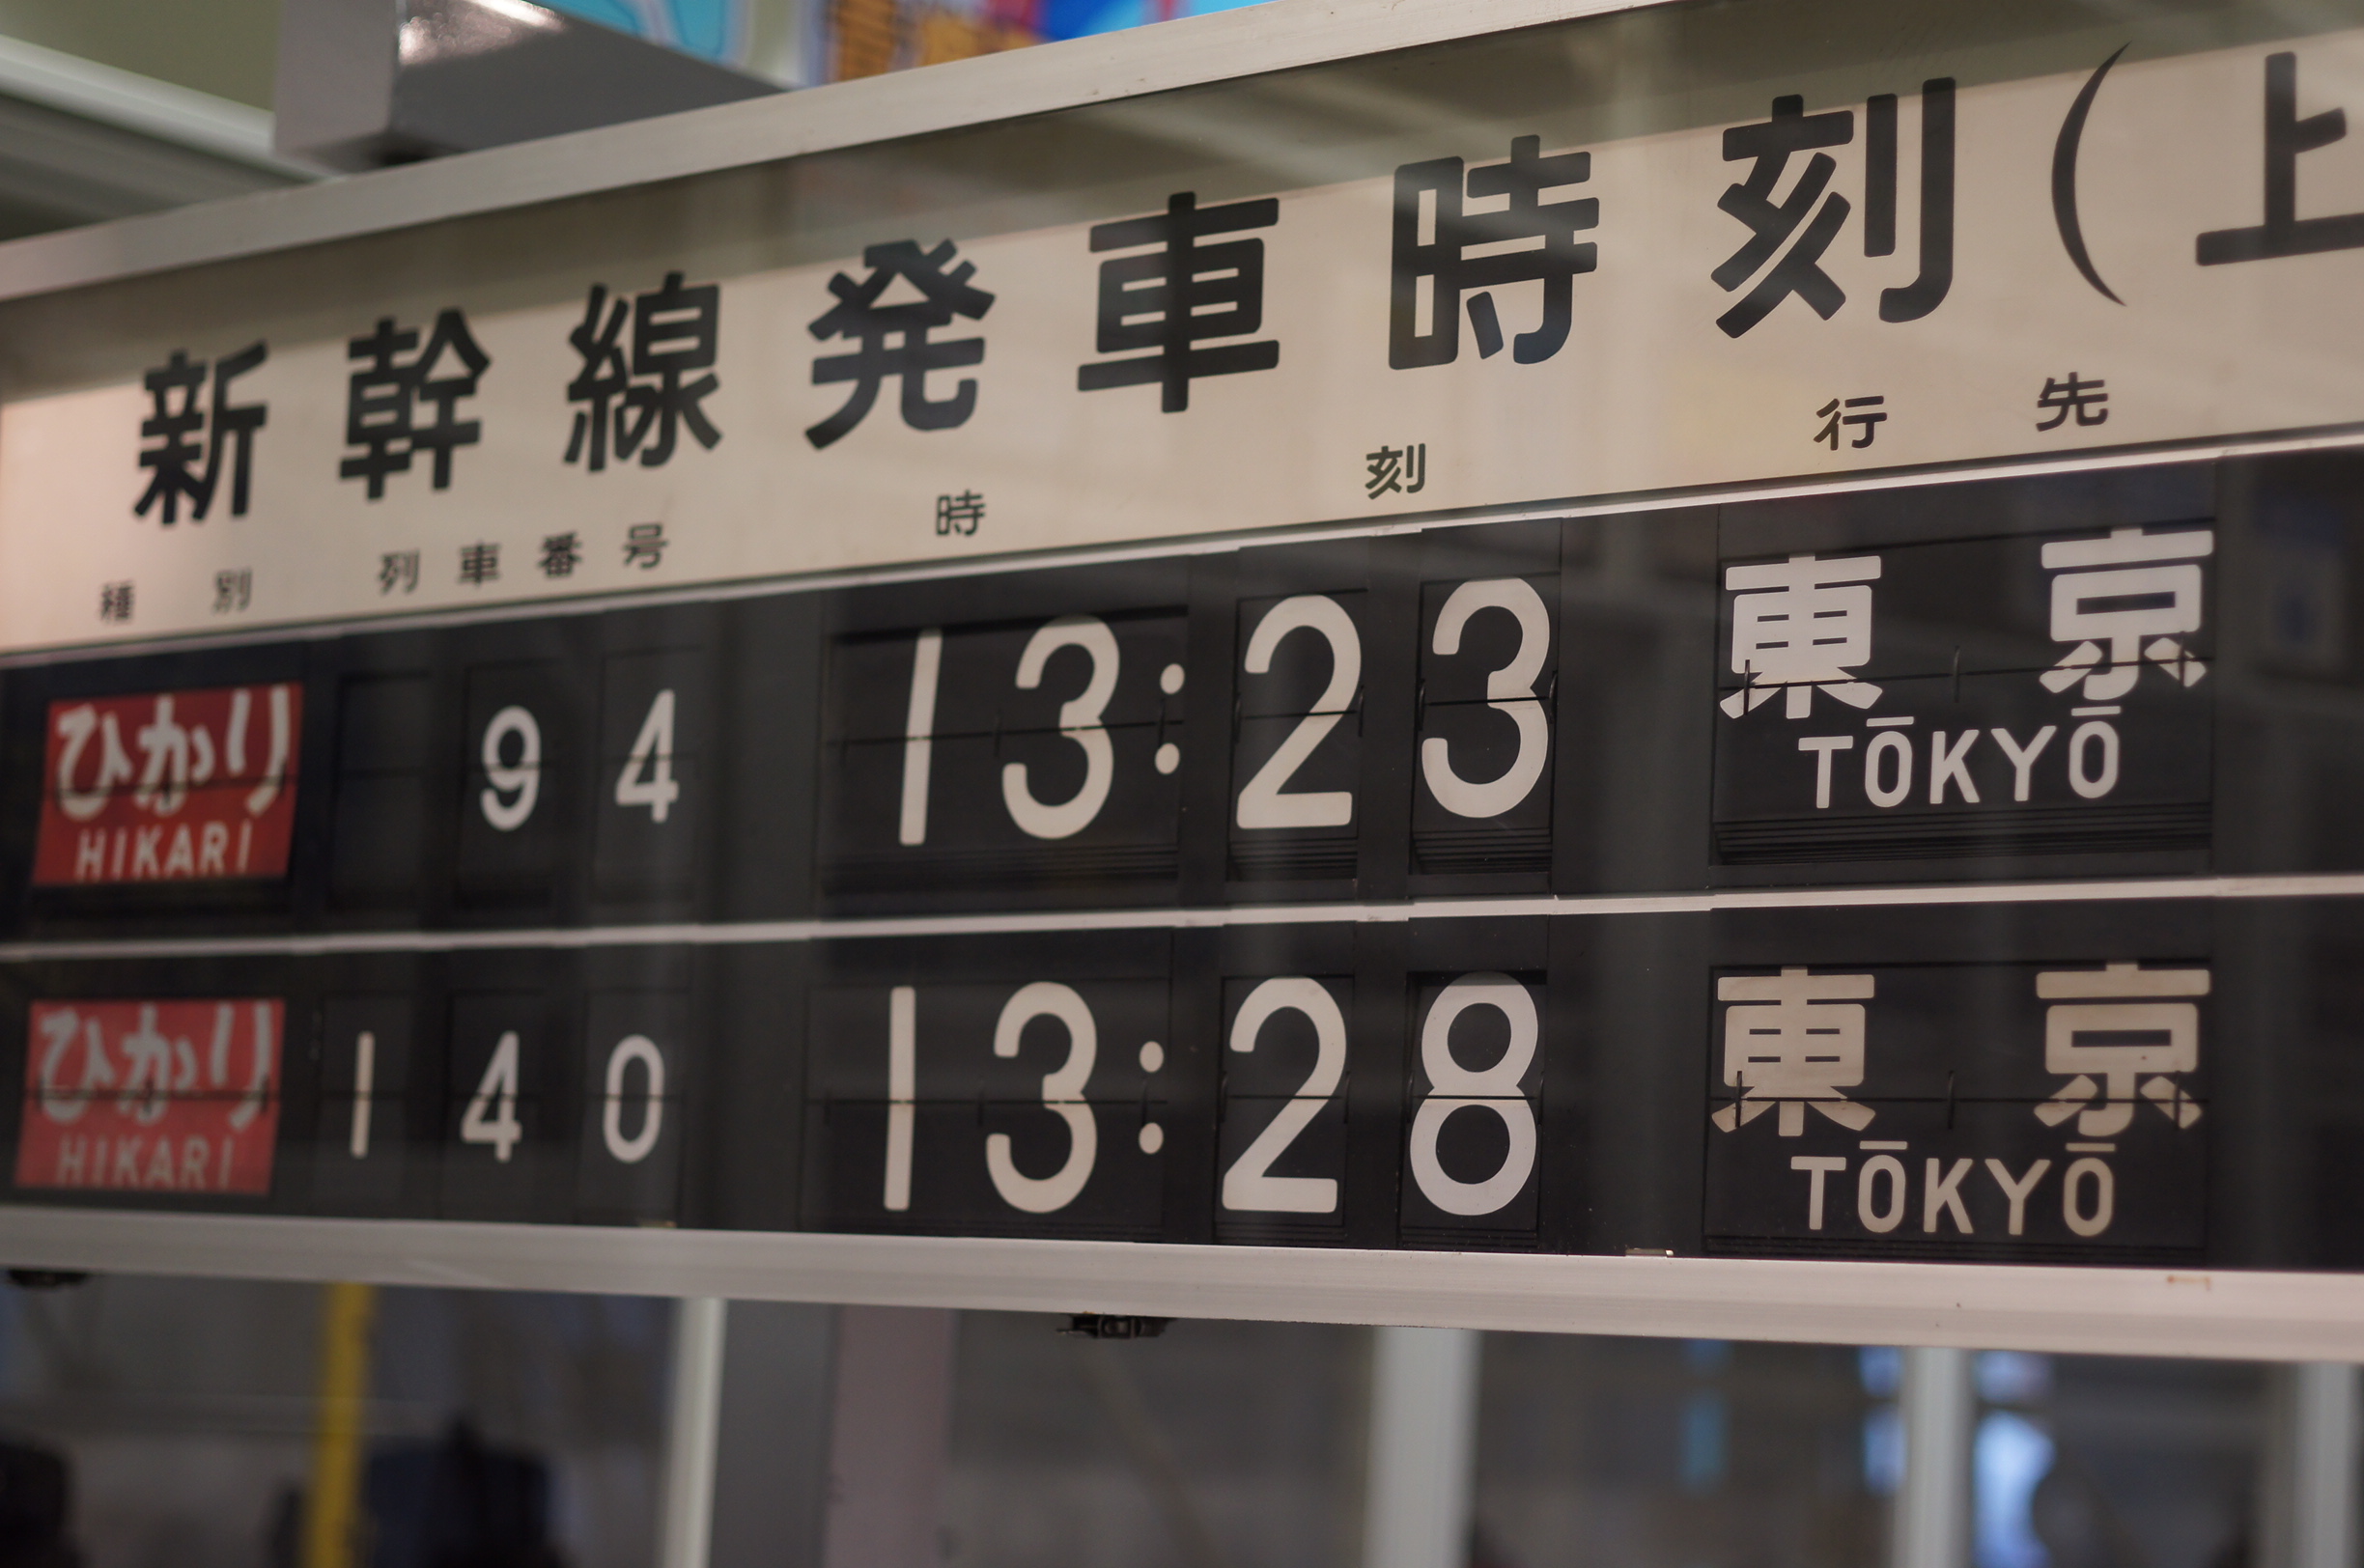 新幹線発車時刻(上
種別 列車番号 時刻 行先
ひかり 94 13:23 東京
HIKARI TŌKYŌ
ひかり 140 13:28 東京
HIKARI TŌKYŌ